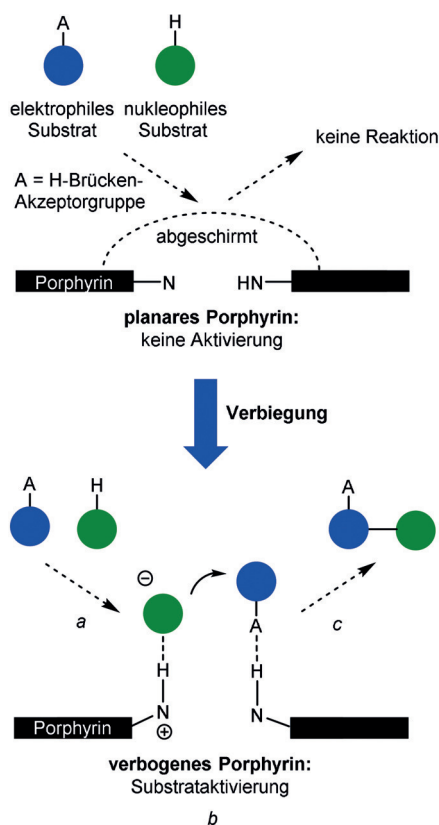 A H
elektrophiles nukleophiles
Substrat Substrat
keine Reaktion
A = H-Brücken-
Akzeptorgruppe
abgeschirmt
Porphyrin N HN
planares Porphyrin:
keine Aktivierung
Verbiegung
A H A
⊖
a A c
H H
Porphyrin N N
⊕
verbogenes Porphyrin:
Substrataktivierung
b